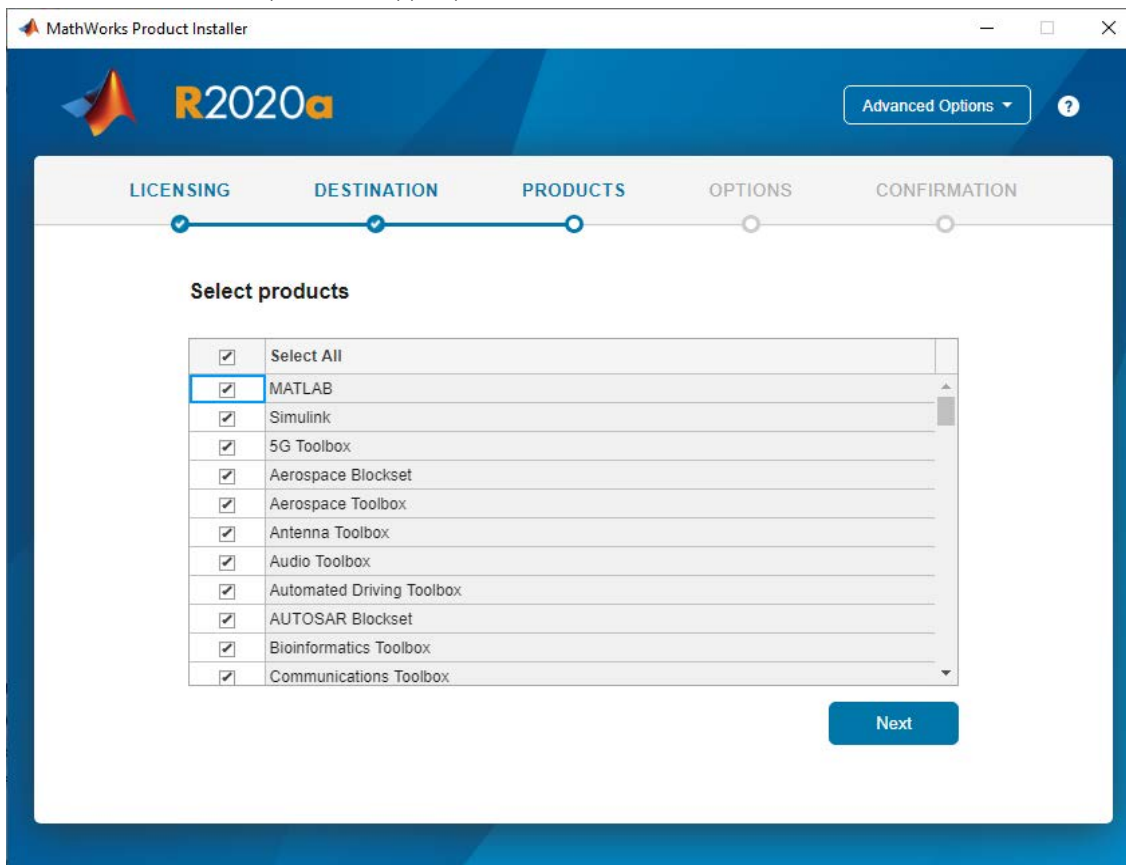 MathWorks Product Installer
R2020a
Advanced Options
?
LICENSING DESTINATION PRODUCTS OPTIONS CONFIRMATION
Select products
Select All
MATLAB
Simulink
5G Toolbox
Aerospace Blockset
Aerospace Toolbox
Antenna Toolbox
Audio Toolbox
Automated Driving Toolbox
AUTOSAR Blockset
Bioinformatics Toolbox
Communications Toolbox
Next